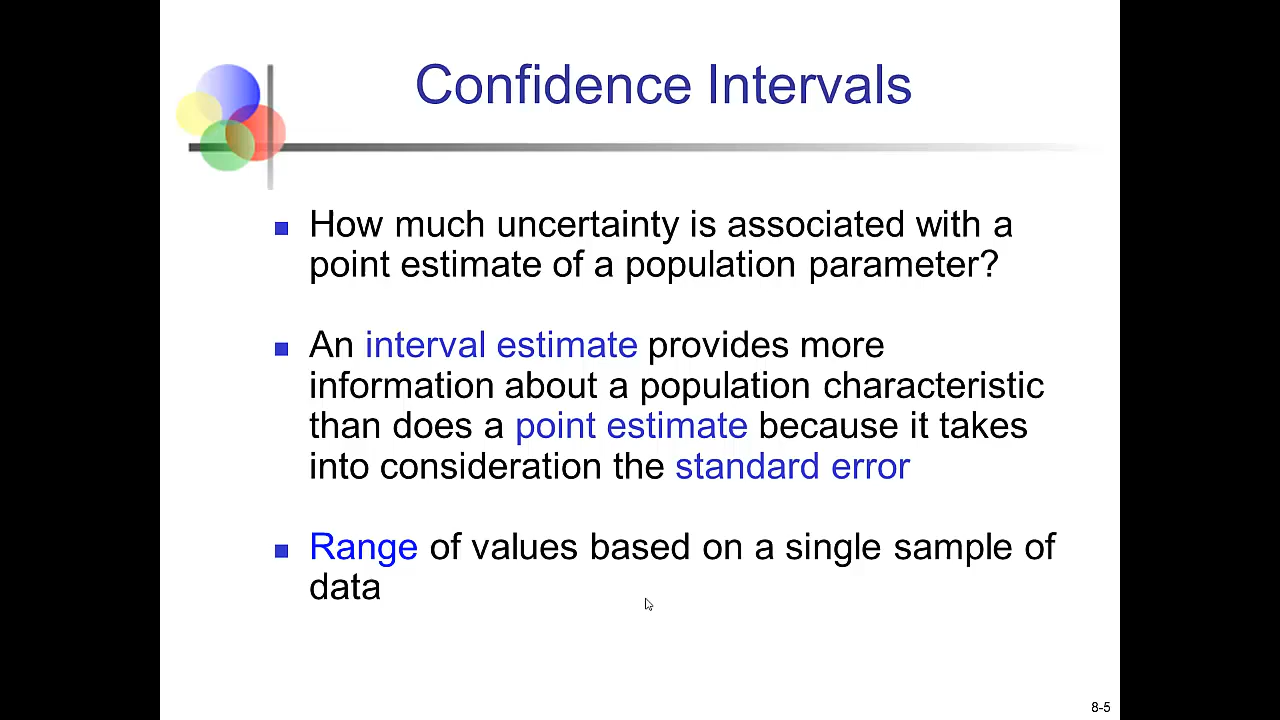 Confidence Intervals
How much uncertainty is associated with a
point estimate of a population parameter?
An interval estimate provides more
information about a population characteristic
than does a point estimate because it takes
into consideration the standard error
Range of values based on a single sample of
data
8-5